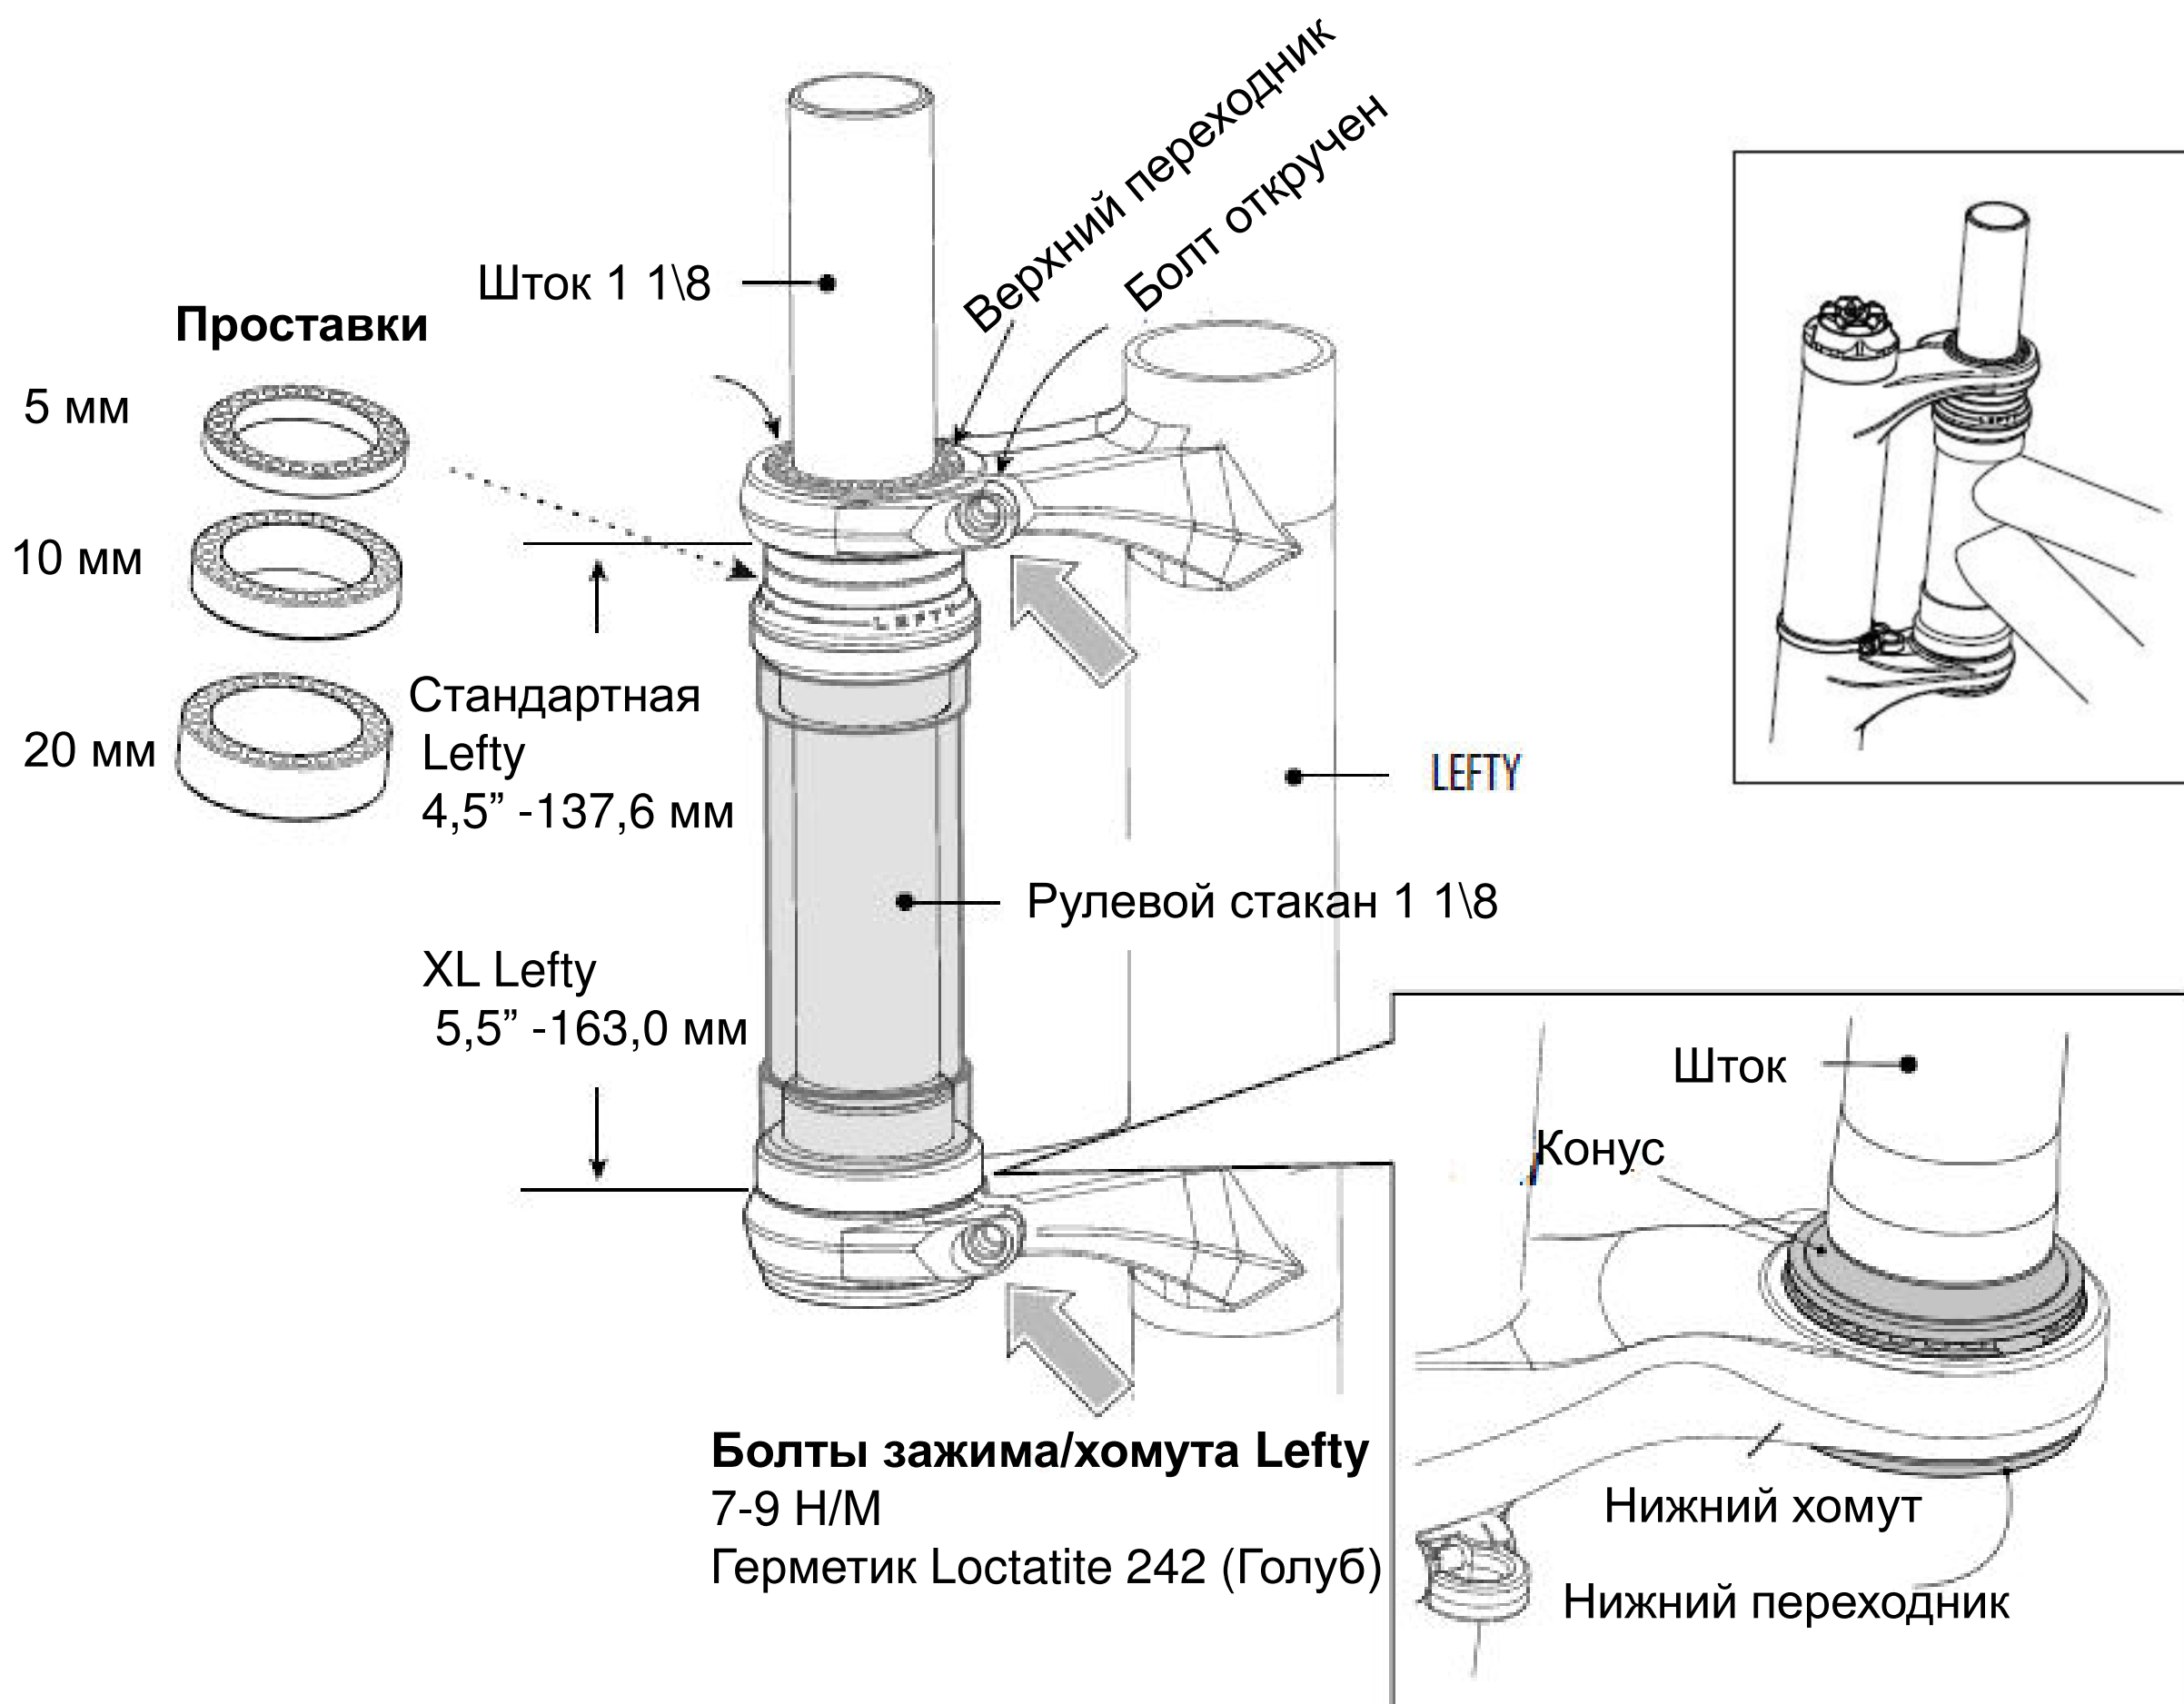 Верхний переходник
Болт откручен
Шток 1 1\8
Проставки
5 мм
10 мм
20 мм
LEFTY
Стандартная
Lefty
4,5” -137,6 мм
LEFTY
Рулевой стакан 1 1\8
XL Lefty
5,5” -163,0 мм
Шток
Конус
Болты зажима/хомута Lefty
7-9 Н/М
Герметик Loctatite 242 (Голуб)
Нижний хомут
Нижний переходник
LEFTY